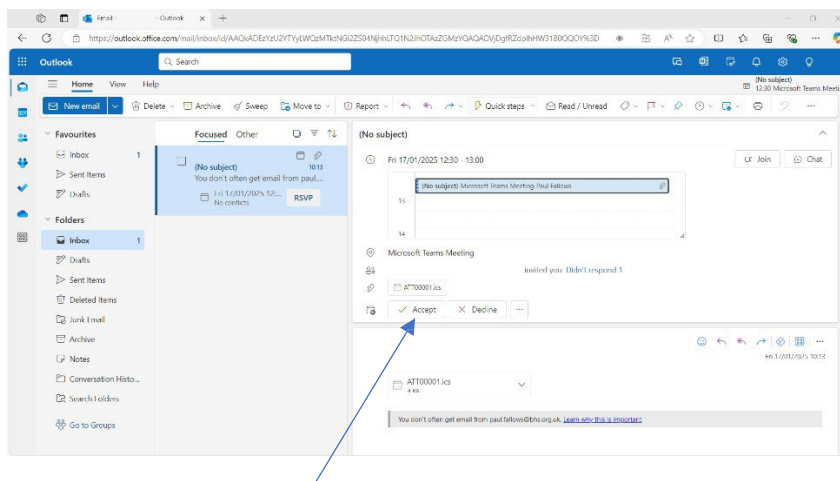 Email - - Outlook
https://outlook.office.com/mail/inbox/id/
Outlook
Search
Home View Help
(No subject)
12:30 Microsoft Teams Meeti
New email Delete Archive Sweep Move to Report Quick steps Read / Unread
Favourites
Inbox 1
Sent Items
Drafts
Folders
Inbox 1
Drafts
Sent Items
Deleted Items
Junk Email
Archive
Notes
Conversation Histo...
Search Folders
Go to Groups
Focused Other
(No subject) 10:13
You don't often get email from paul....
Fri 17/01/2025 12:... RSVP
No conflicts
(No subject)
Fri 17/01/2025 12:30 - 13:00
Join Chat
(No subject) Microsoft Teams Meeting Paul Fallows
13
14
Microsoft Teams Meeting
invited you Didn't respond 1
ATT00001.ics
Accept Decline ...
Fri 17/01/2025 10:13
ATT00001.ics
4 KB
You don't often get email from paul.fallows@bhs.org.uk. Learn why this is important